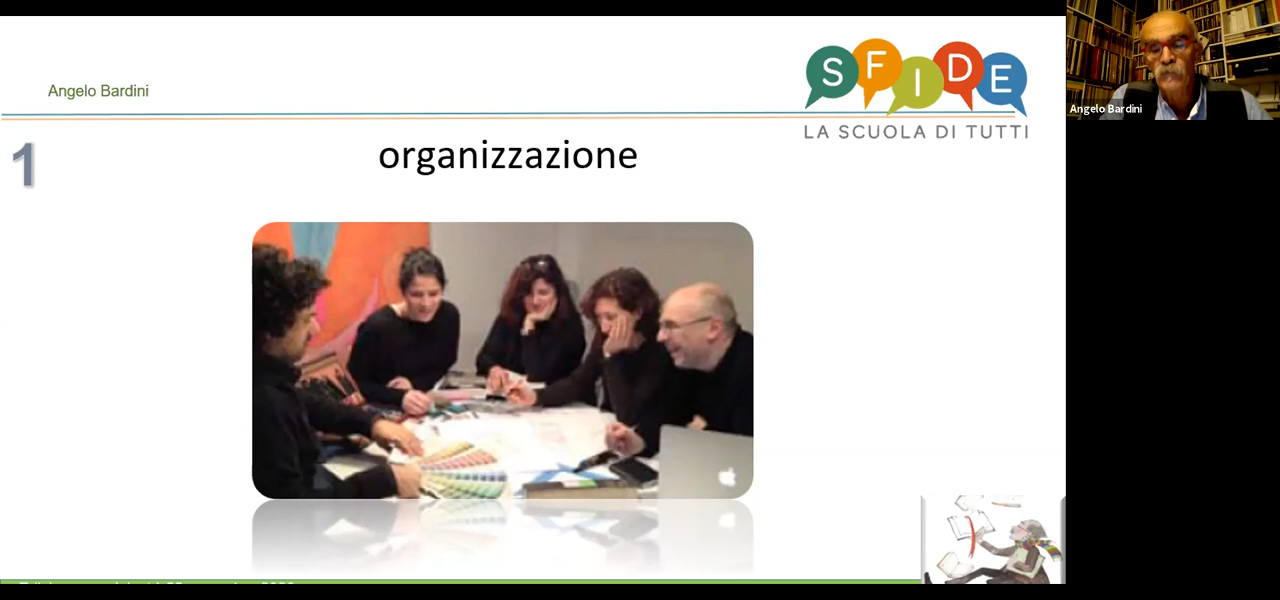 Angelo Bardini
SFIDE
LA SCUOLA DI TUTTI
1
organizzazione
Angelo Bardini